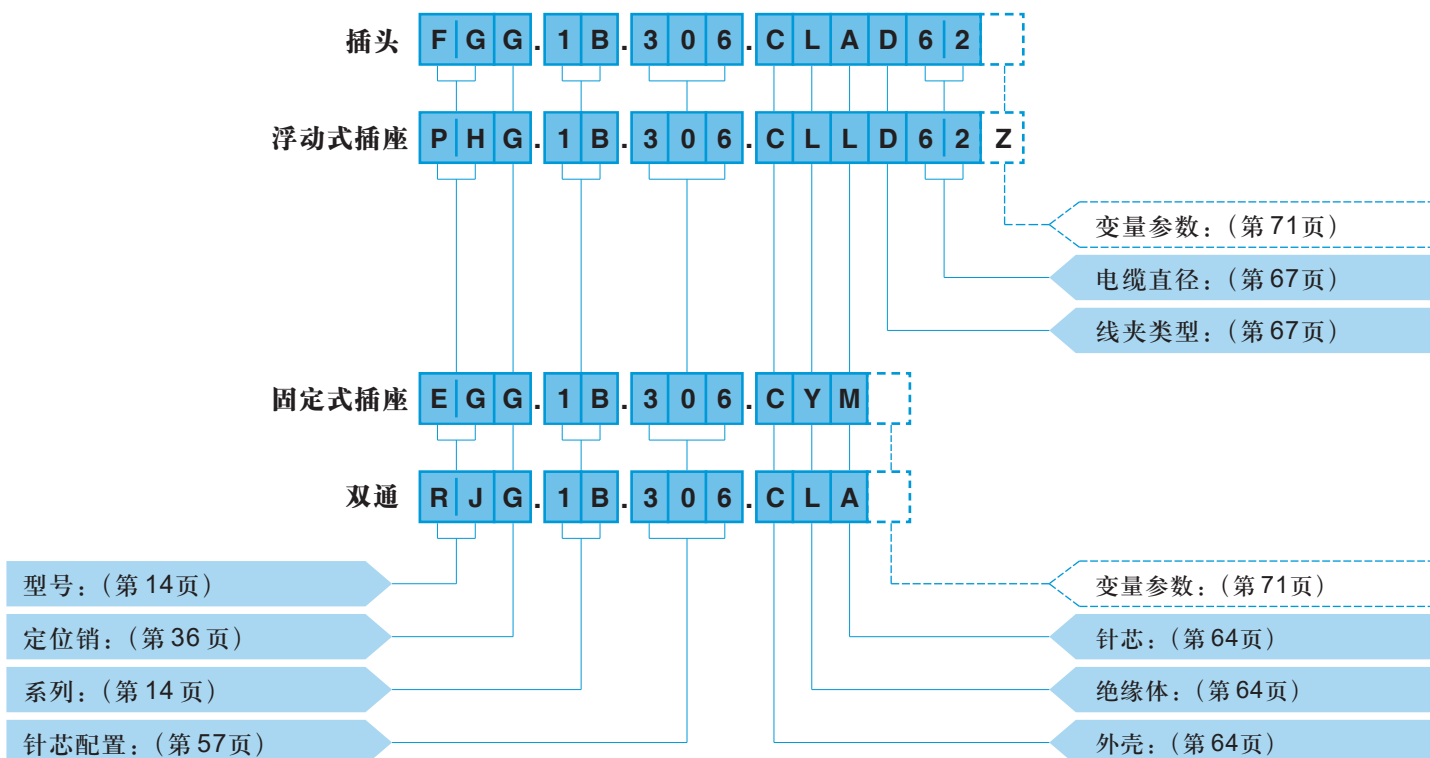 插头 FGG.1B.306.CLAD62
浮动式插座 PHG.1B.306.CLLD62 Z
变量参数：（第71页）
电缆直径：（第67页）
线夹类型：（第67页）
固定式插座 EGG.1B.306.CYM
双通 RJG.1B.306.CLA
型号：（第14页）
变量参数：（第71页）
定位销：（第36页）
针芯：（第64页）
系列：（第14页）
绝缘体：（第64页）
针芯配置：（第57页）
外壳：（第64页）